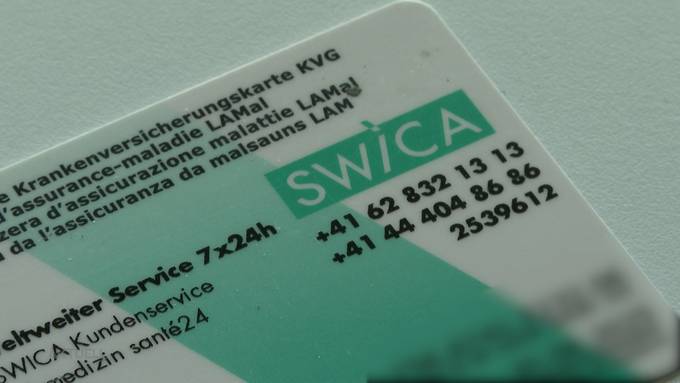 e Krankenversicherungskarte KVG
d'assurance-maladie LAMal
zera d'assicurazione malattie LAMal
da l'assicuranza da malsauns LAM
SWICA
eltweiter Service 7x24h
+41 62 832 13 13
SWICA Kundenservice
+41 44 404 86 86
medizin santé24
2539612